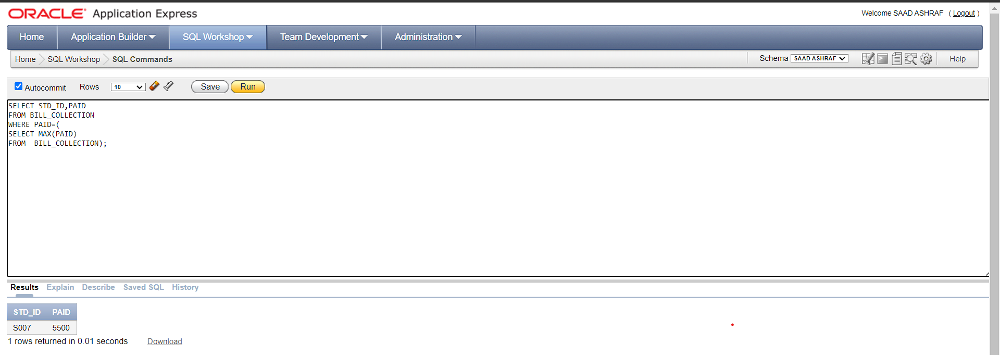 ORACLE Application Express
Welcome SAAD ASHRAF ( Logout )
Home Application Builder SQL Workshop Team Development Administration
Home SQL Workshop SQL Commands Schema SAAD ASHRAF Help
Autocommit Rows 10 Save Run
SELECT STD_ID,PAID
FROM BILL_COLLECTION
WHERE PAID=(
SELECT MAX(PAID)
FROM  BILL_COLLECTION);
Results Explain Describe Saved SQL History
STD_ID PAID
S007 5500
1 rows returned in 0.01 seconds Download